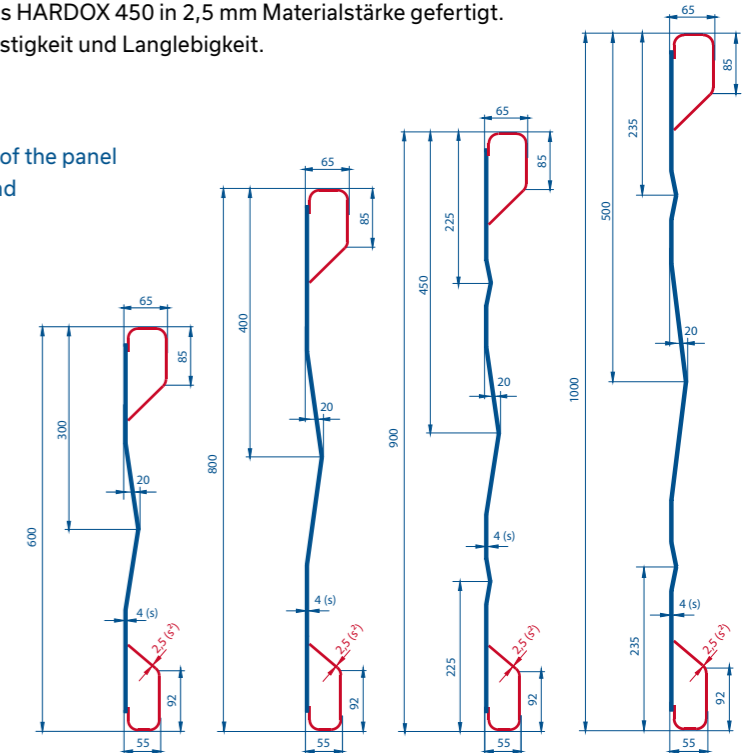 s HARDOX 450 in 2,5 mm Materialstärke gefertigt.
stigkeit und Langlebigkeit.
of the panel
nd
65
85
300
600
20
4 (s)
2,5 (s²)
92
55
65
85
400
800
20
4 (s)
2,5 (s²)
92
55
65
85
225
450
900
20
4 (s)
225
2,5 (s²)
92
55
65
85
235
500
1000
20
4 (s)
235
2,5 (s²)
92
55